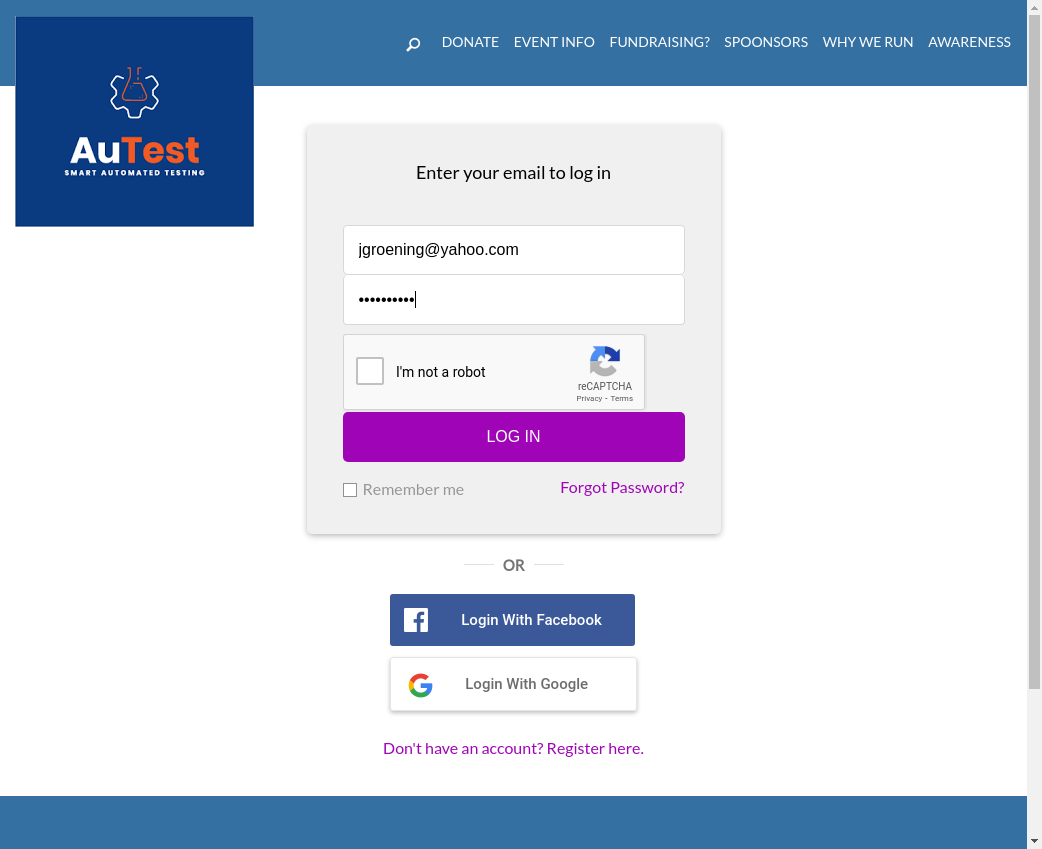 DONATE EVENT INFO FUNDRAISING? SPOONSORS WHY WE RUN AWARENESS
AuTest
SMART AUTOMATED TESTING
Enter your email to log in
jgroening@yahoo.com
••••••••••
I'm not a robot
reCAPTCHA
Privacy - Terms
LOG IN
Remember me
Forgot Password?
OR
Login With Facebook
Login With Google
Don't have an account? Register here.